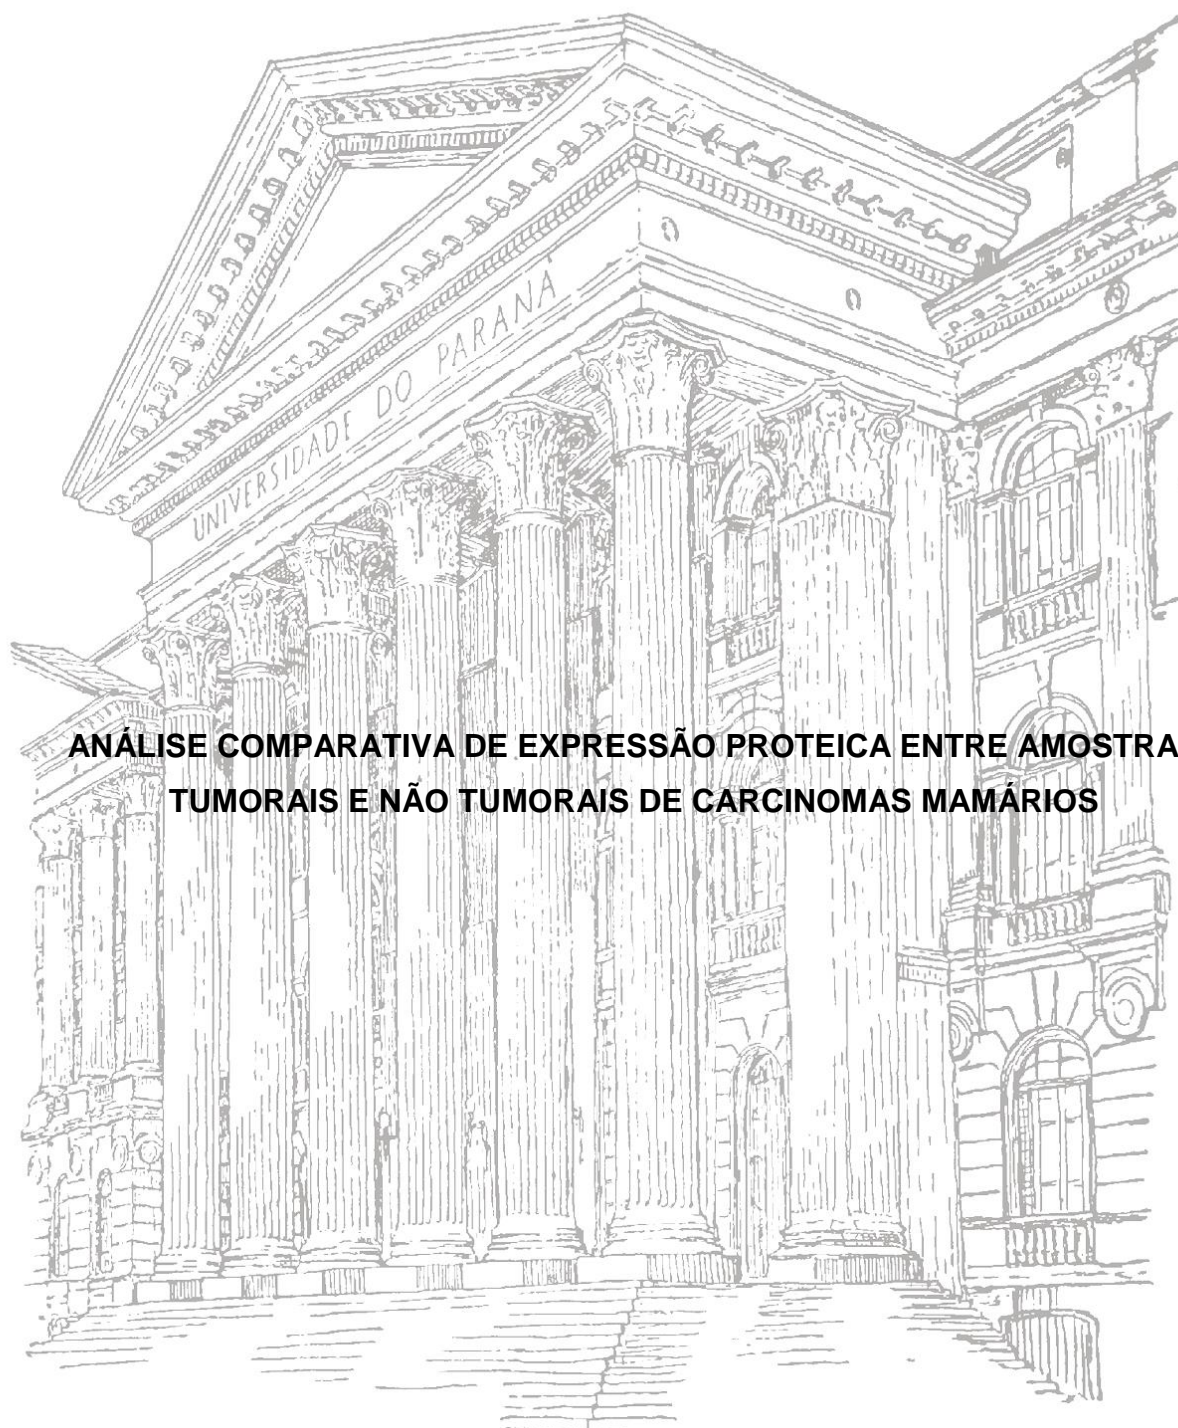 UNIVERSIDADE DO PARANÁ
ANÁLISE COMPARATIVA DE EXPRESSÃO PROTEICA ENTRE AMOSTRA
TUMORAIS E NÃO TUMORAIS DE CARCINOMAS MAMÁRIOS